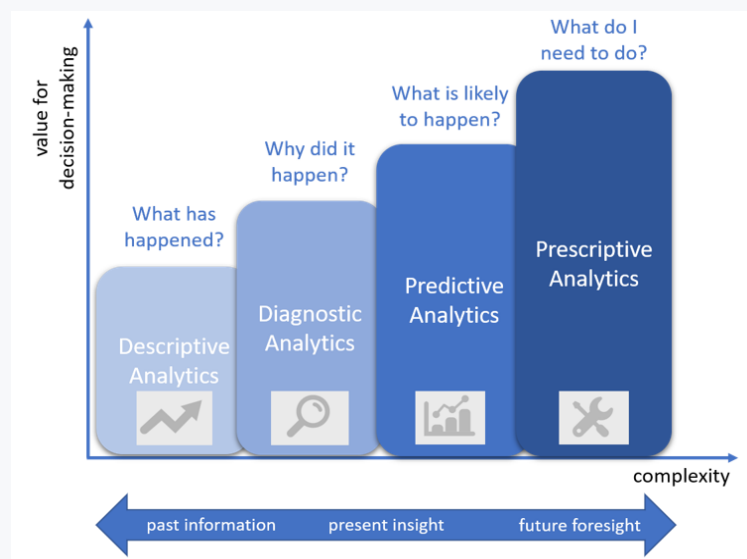 What do I
need to do?
value for
decision-making
What is likely
to happen?
Why did it
happen?
What has
happened?
Prescriptive
Analytics
Predictive
Analytics
Diagnostic
Analytics
Descriptive
Analytics
complexity
past information
present insight
future foresight